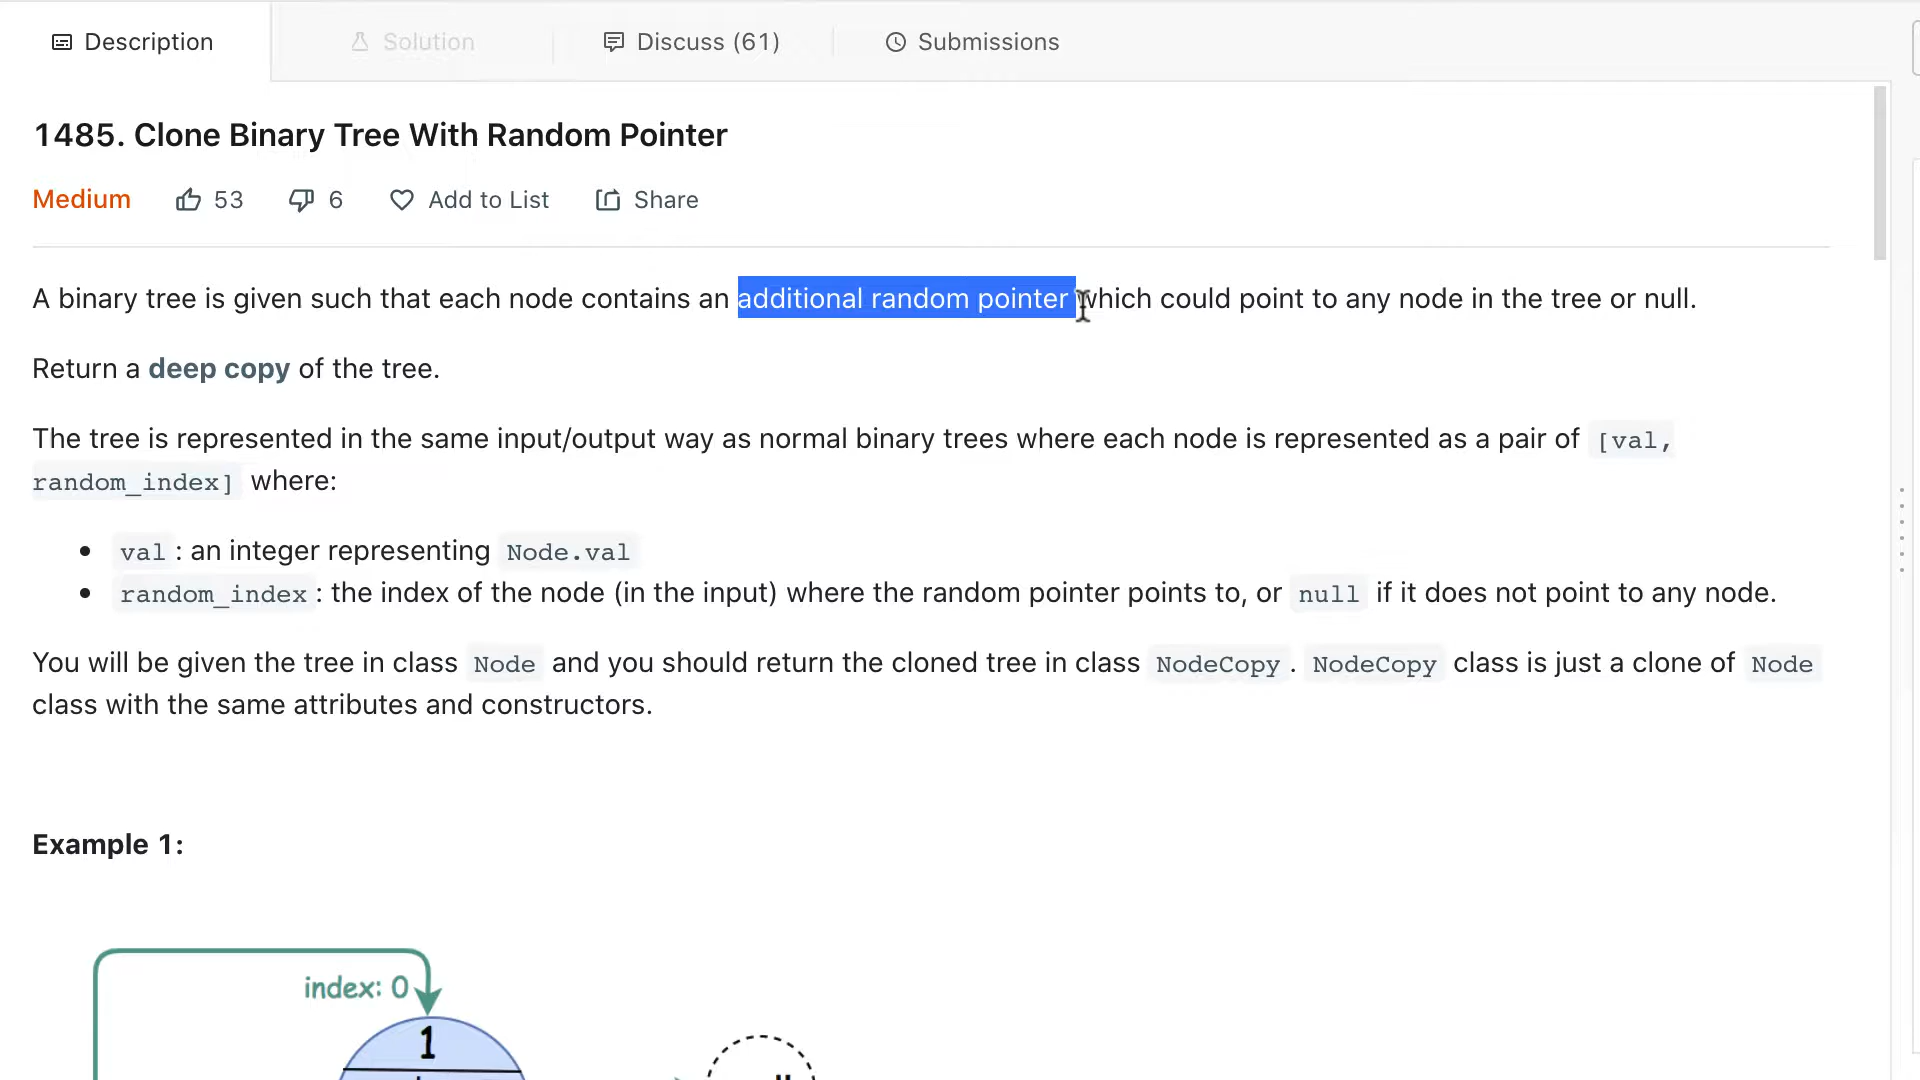 Description
Solution
Discuss (61)
Submissions
1485. Clone Binary Tree With Random Pointer
Medium 53 6 Add to List Share
A binary tree is given such that each node contains an additional random pointer which could point to any node in the tree or null.
Return a deep copy of the tree.
The tree is represented in the same input/output way as normal binary trees where each node is represented as a pair of [val,
random_index] where:
• val : an integer representing Node.val
• random_index : the index of the node (in the input) where the random pointer points to, or null if it does not point to any node.
You will be given the tree in class Node and you should return the cloned tree in class NodeCopy . NodeCopy class is just a clone of Node
class with the same attributes and constructors.
Example 1:
index: 0
1